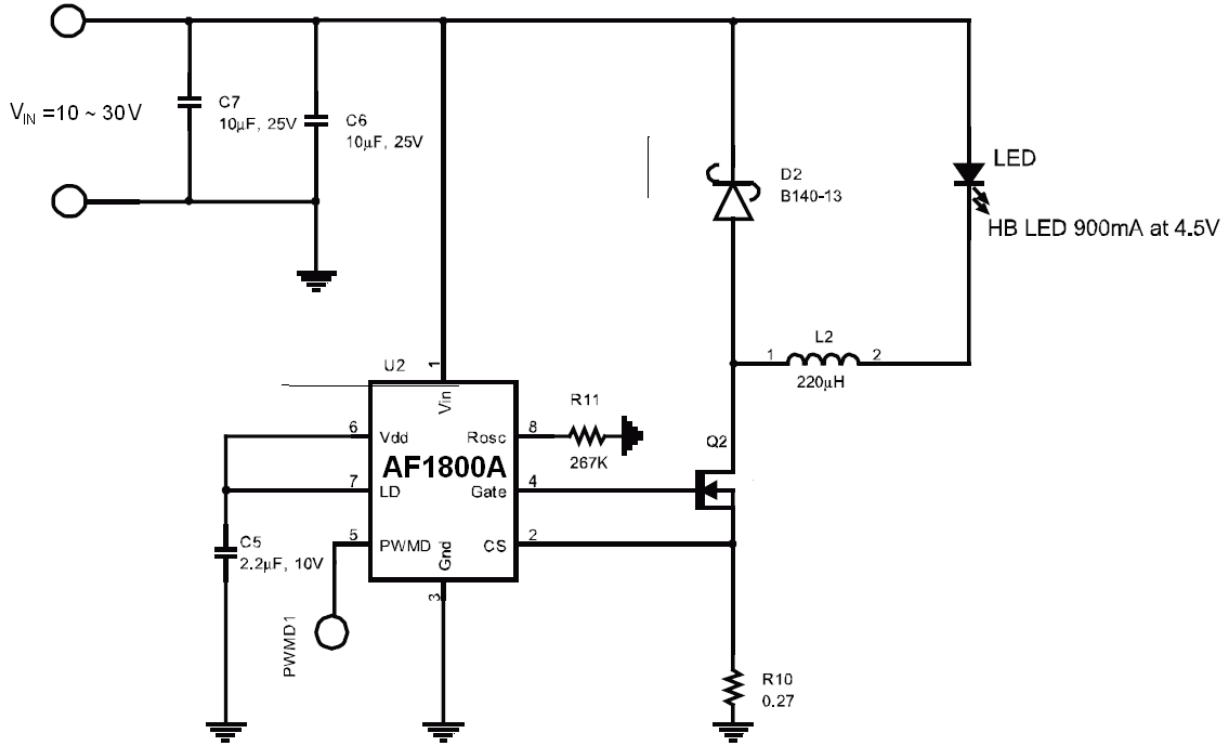 V_IN =10 ~ 30V
C7
10µF, 25V
C6
10µF, 25V
D2
B140-13
LED
HB LED 900mA at 4.5V
L2
1
2
220µH
U2
1
Vin
R11
267K
6
Vdd
Rosc
8
AF1800A
7
LD
Gate
4
Q2
5
PWMD
CS
2
Gnd
3
C5
2.2µF, 10V
PWMD1
R10
0.27